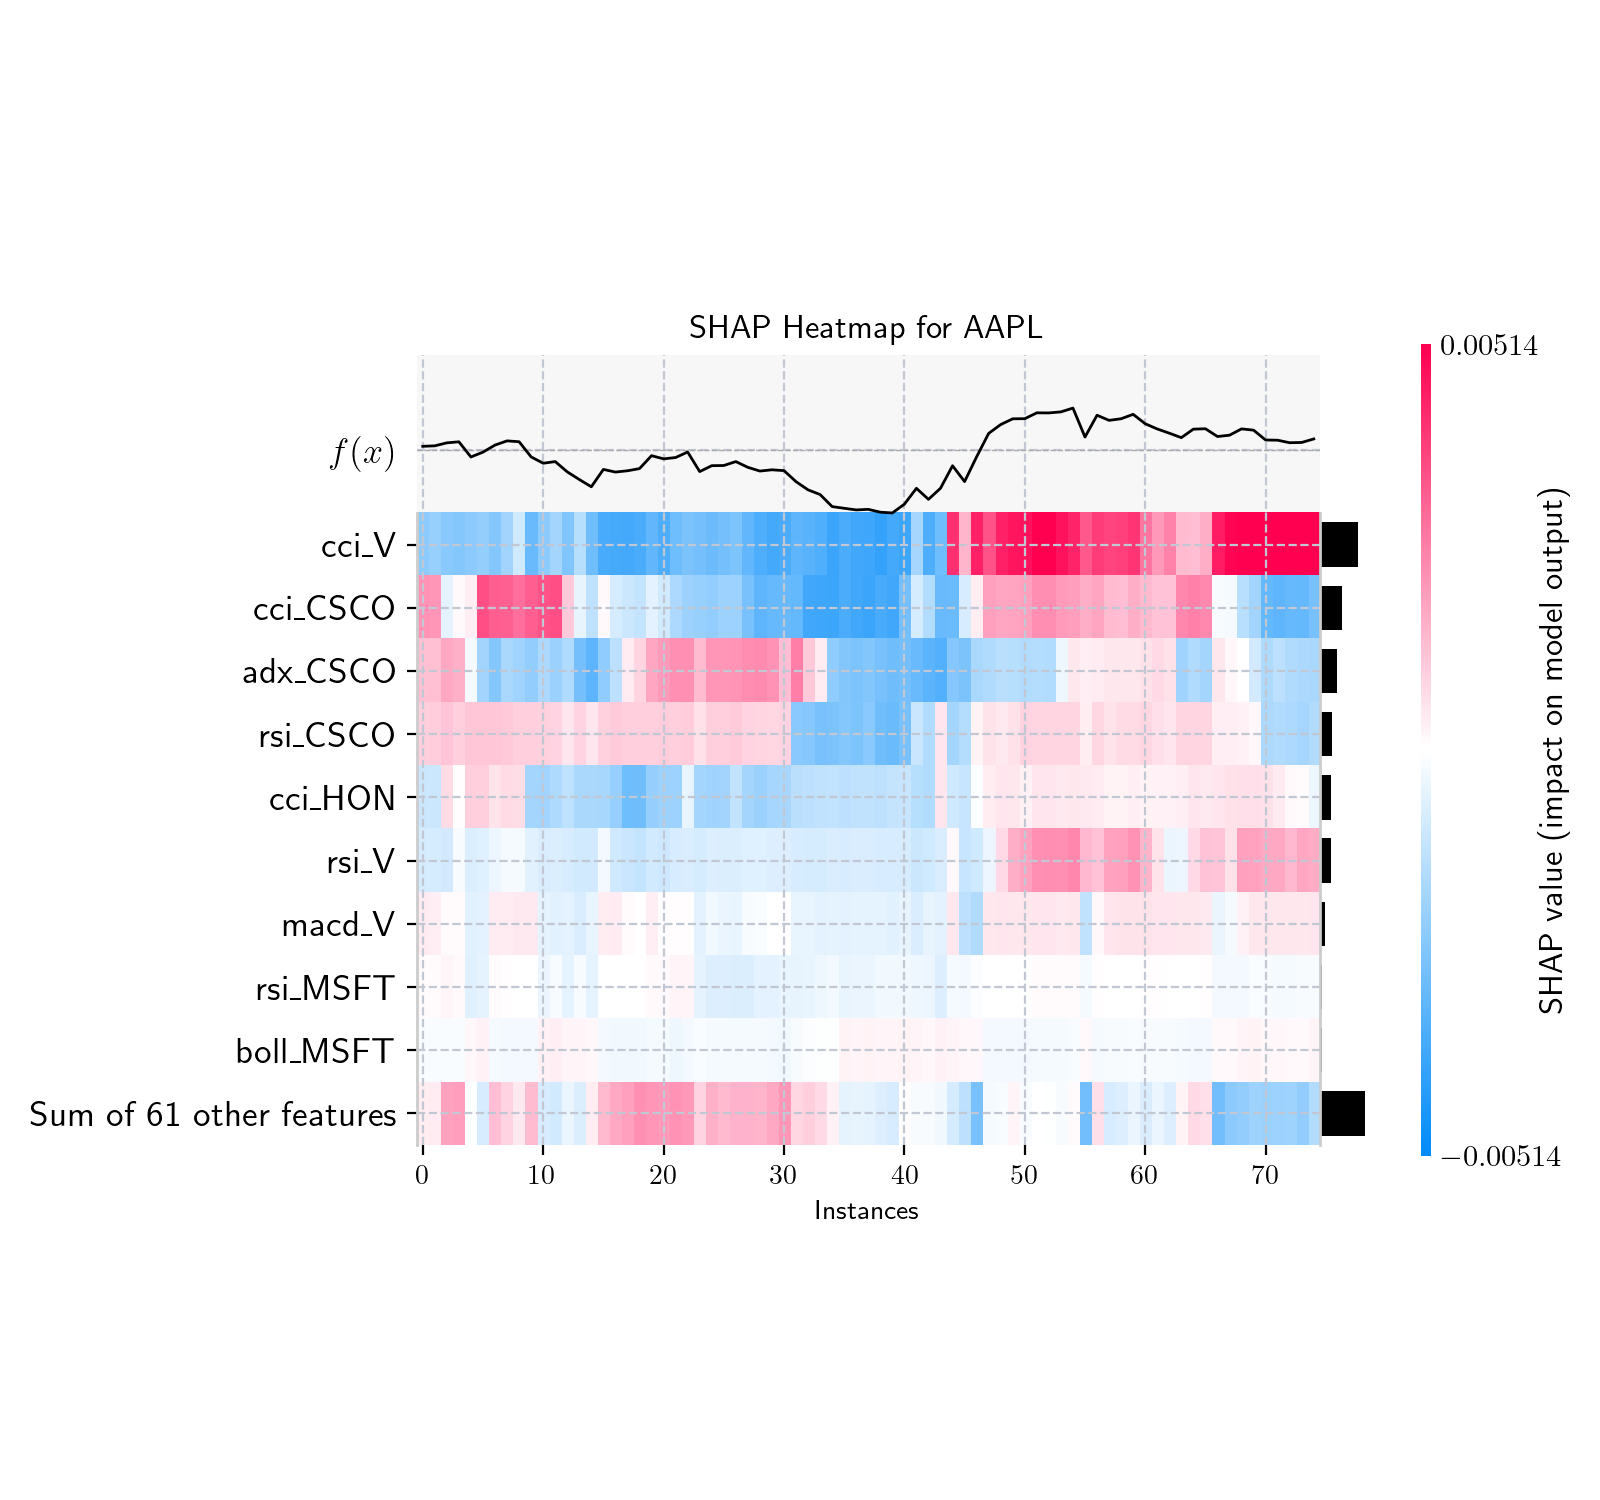 SHAP Heatmap for AAPL
0.00514
f(x)
cci_V
cci_CSCO
adx_CSCO
rsi_CSCO
cci_HON
rsi_V
macd_V
rsi_MSFT
boll_MSFT
Sum of 61 other features
SHAP value (impact on model output)
−0.00514
0 10 20 30 40 50 60 70
Instances